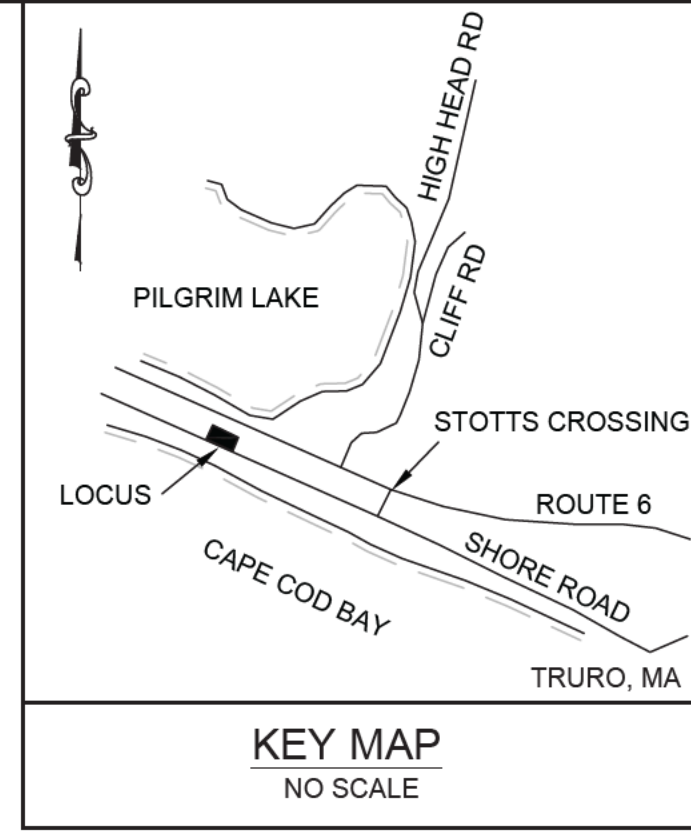 HIGH HEAD RD
CLIFF RD
PILGRIM LAKE
STOTTS CROSSING
LOCUS
ROUTE 6
SHORE ROAD
CAPE COD BAY
TRURO, MA
KEY MAP
NO SCALE